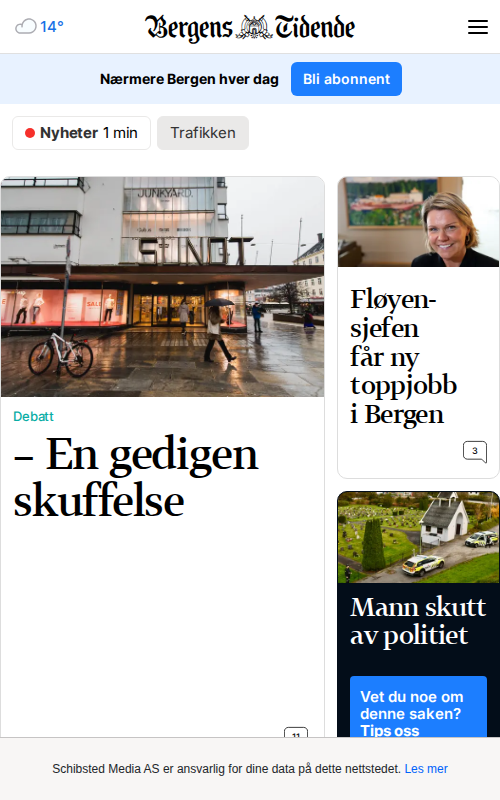 14°
Bergens Tidende
Nærmere Bergen hver dag
Bli abonnent
Nyheter 1 min
Trafikken
JUNKYARD.
SUNDT
SALE
Debatt
– En gedigen
skuffelse
11
Fløyen-
sjefen
får ny
toppjobb
i Bergen
3
Mann skutt
av politiet
Vet du noe om
denne saken?
Tips oss
Schibsted Media AS er ansvarlig for dine data på dette nettstedet. Les mer